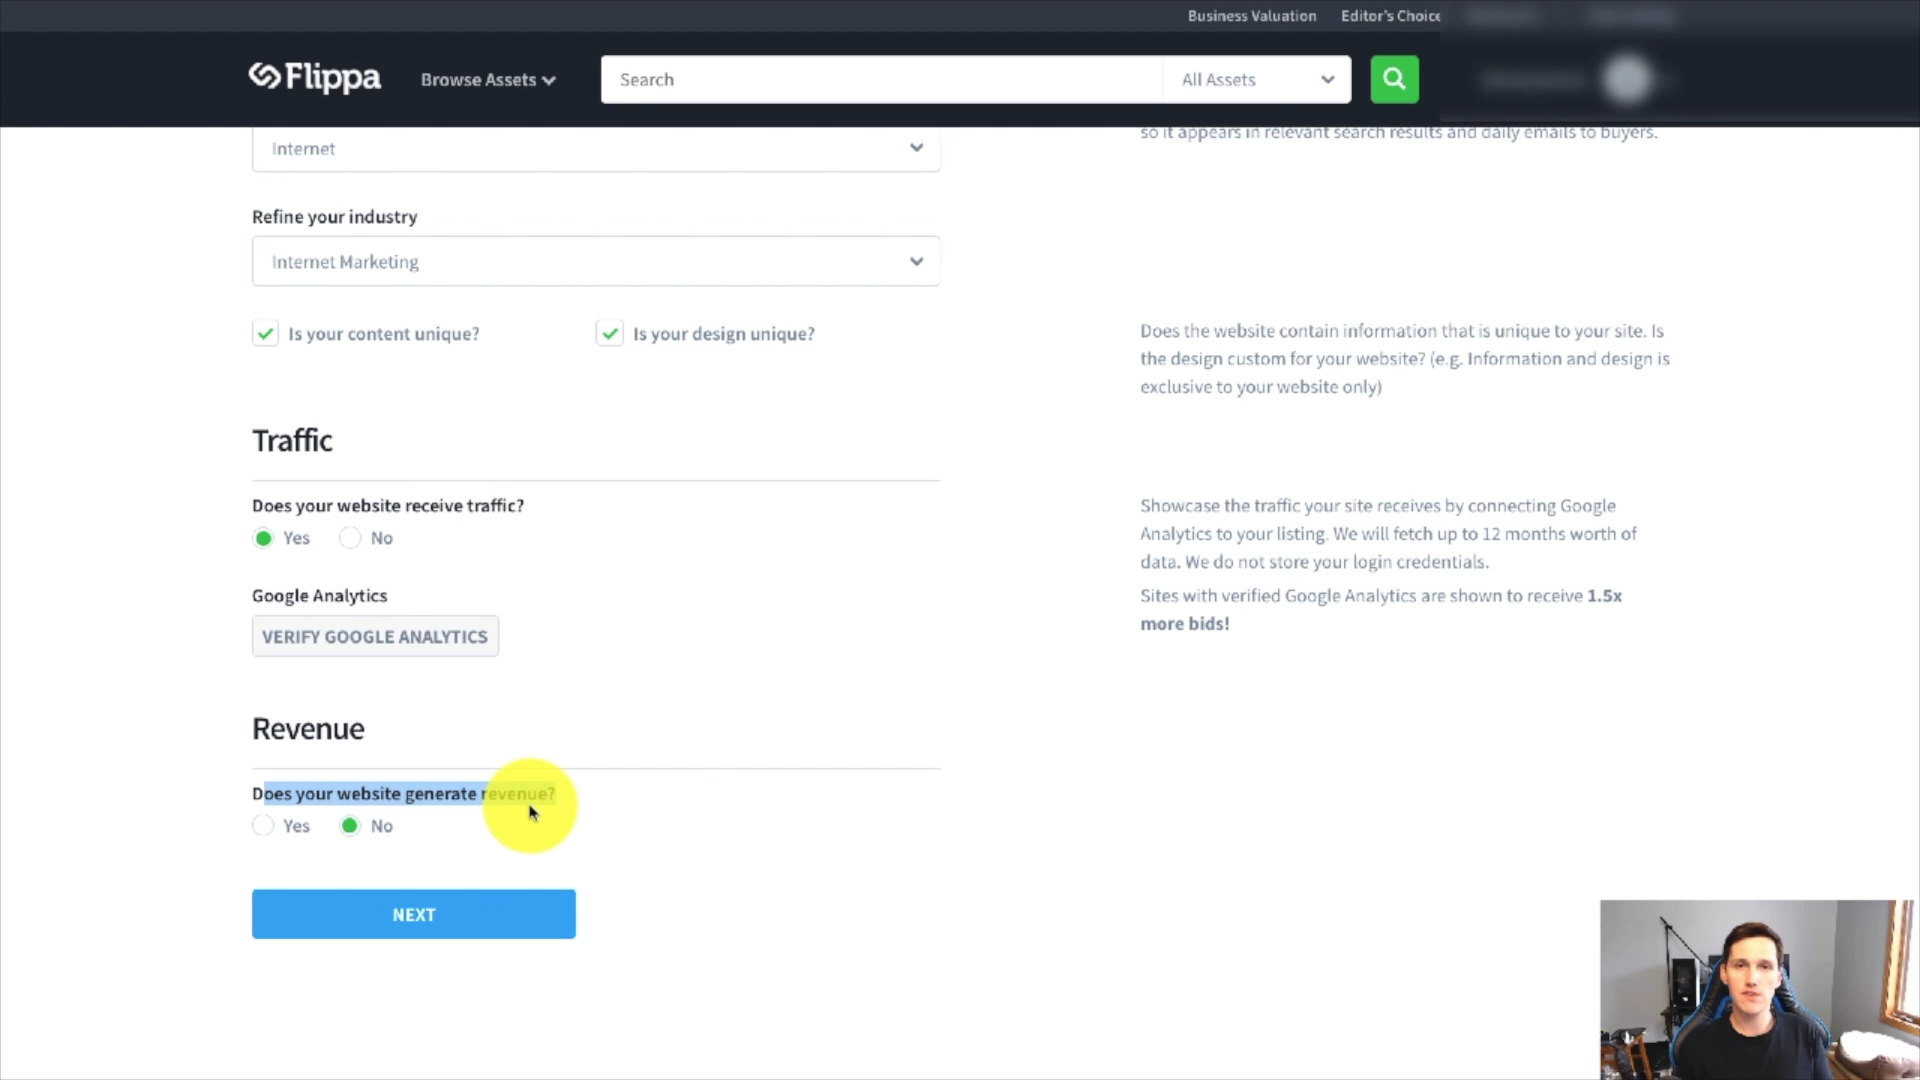 Business Valuation Editor's Choice
Flippa Browse Assets Search All Assets
so it appears in relevant search results and daily emails to buyers.
Internet
Refine your industry
Internet Marketing
Is your content unique? Is your design unique?
Does the website contain information that is unique to your site. Is
the design custom for your website? (e.g. Information and design is
exclusive to your website only)
Traffic
Does your website receive traffic?
Yes No
Showcase the traffic your site receives by connecting Google
Analytics to your listing. We will fetch up to 12 months worth of
data. We do not store your login credentials.
Google Analytics
VERIFY GOOGLE ANALYTICS
Sites with verified Google Analytics are shown to receive 1.5x
more bids!
Revenue
Does your website generate revenue?
Yes No
NEXT